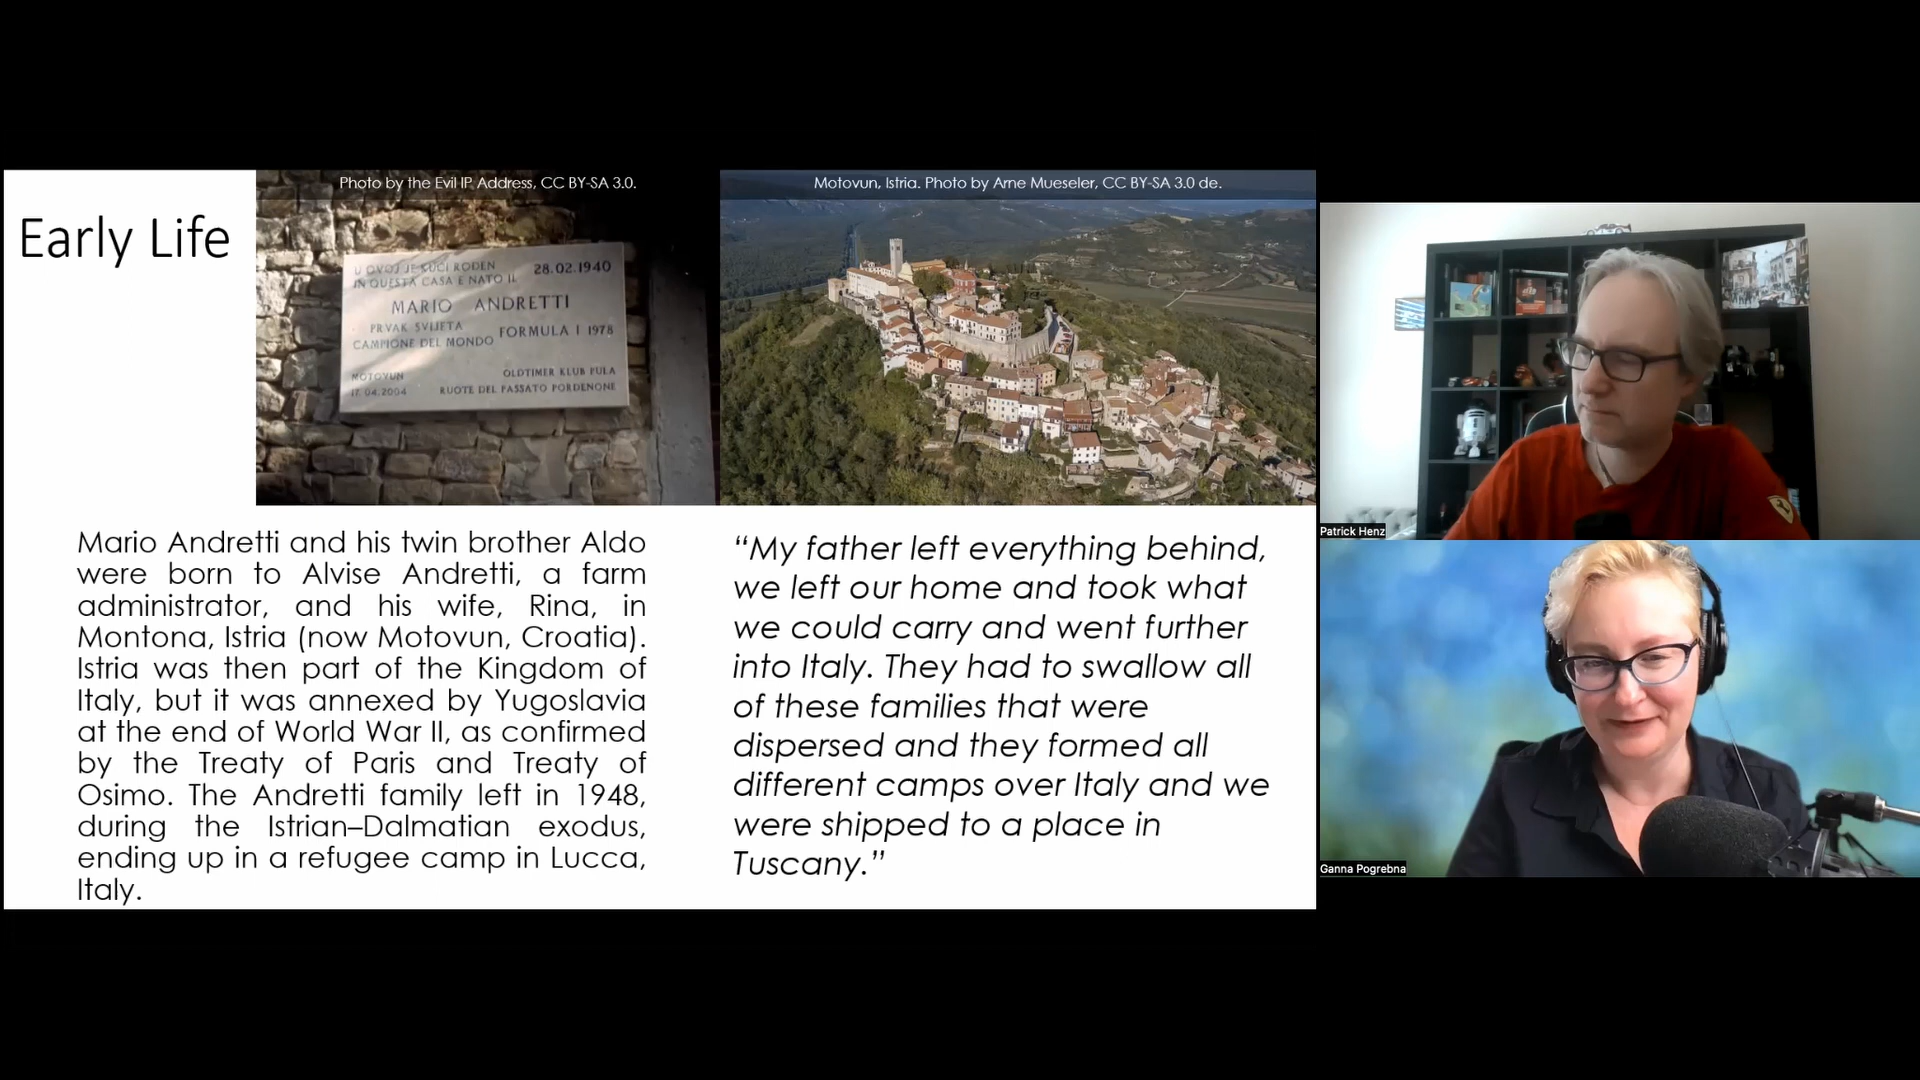 Early Life
Photo by the Evil IP Address, CC BY-SA 3.0.
U OVOJ JE KUĆI ROĐEN
IN QUESTA CASA È NATO IL
28.02.1940
MARIO ANDRETTI
PRVAK SVIJETA
CAMPIONE DEL MONDO
FORMULA 1 1978
MOTOVUN
17.04.2004
OLDTIMER KLUB PULA
RUOTE DEL PASSATO PORDENONE
Motovun, Istria. Photo by Arne Mueseler, CC BY-SA 3.0 de.
Mario Andretti and his twin brother Aldo
were born to Alvise Andretti, a farm
administrator, and his wife, Rina, in
Montona, Istria (now Motovun, Croatia).
Istria was then part of the Kingdom of
Italy, but it was annexed by Yugoslavia
at the end of World War II, as confirmed
by the Treaty of Paris and Treaty of
Osimo. The Andretti family left in 1948,
during the Istrian–Dalmatian exodus,
ending up in a refugee camp in Lucca,
Italy.
“My father left everything behind,
we left our home and took what
we could carry and went further
into Italy. They had to swallow all
of these families that were
dispersed and they formed all
different camps over Italy and we
were shipped to a place in
Tuscany.”
Patrick Henz
Ganna Pogrebna